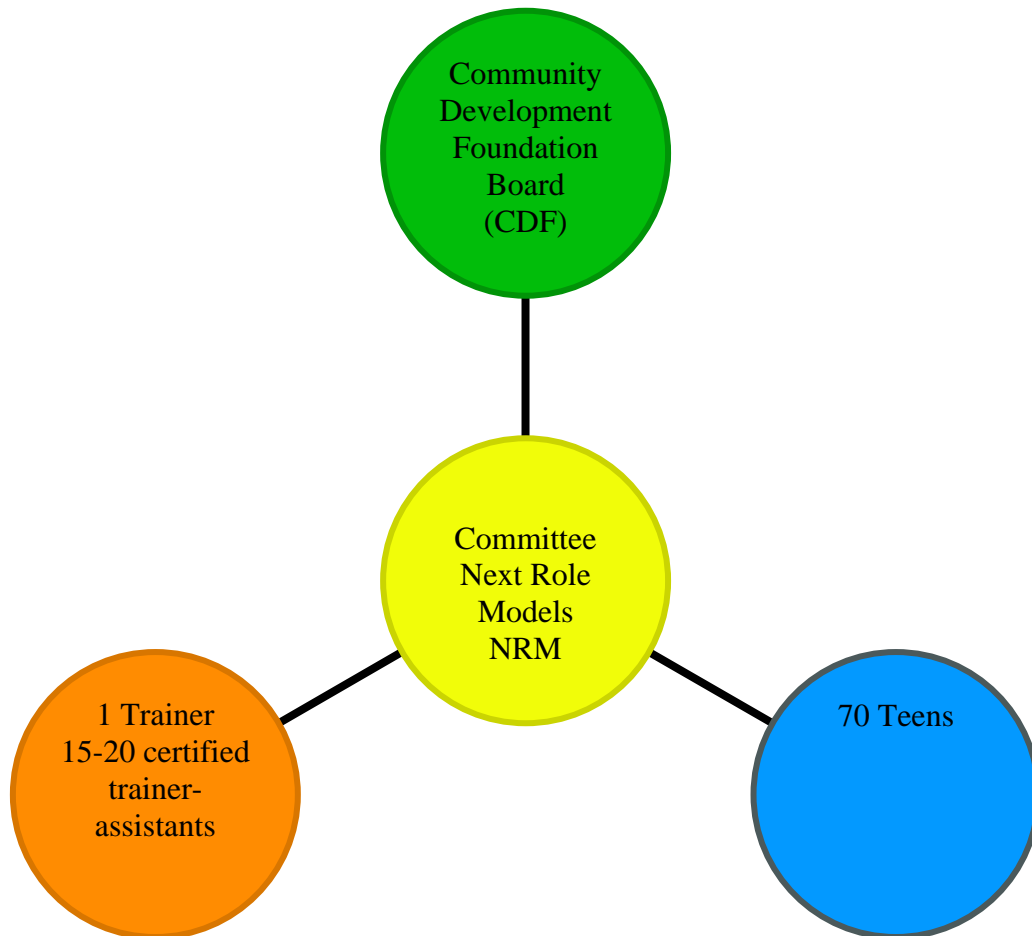 Community
Development
Foundation
Board
(CDF)
Committee
Next Role
Models
NRM
1 Trainer
15-20 certified
trainer-
assistants
70 Teens